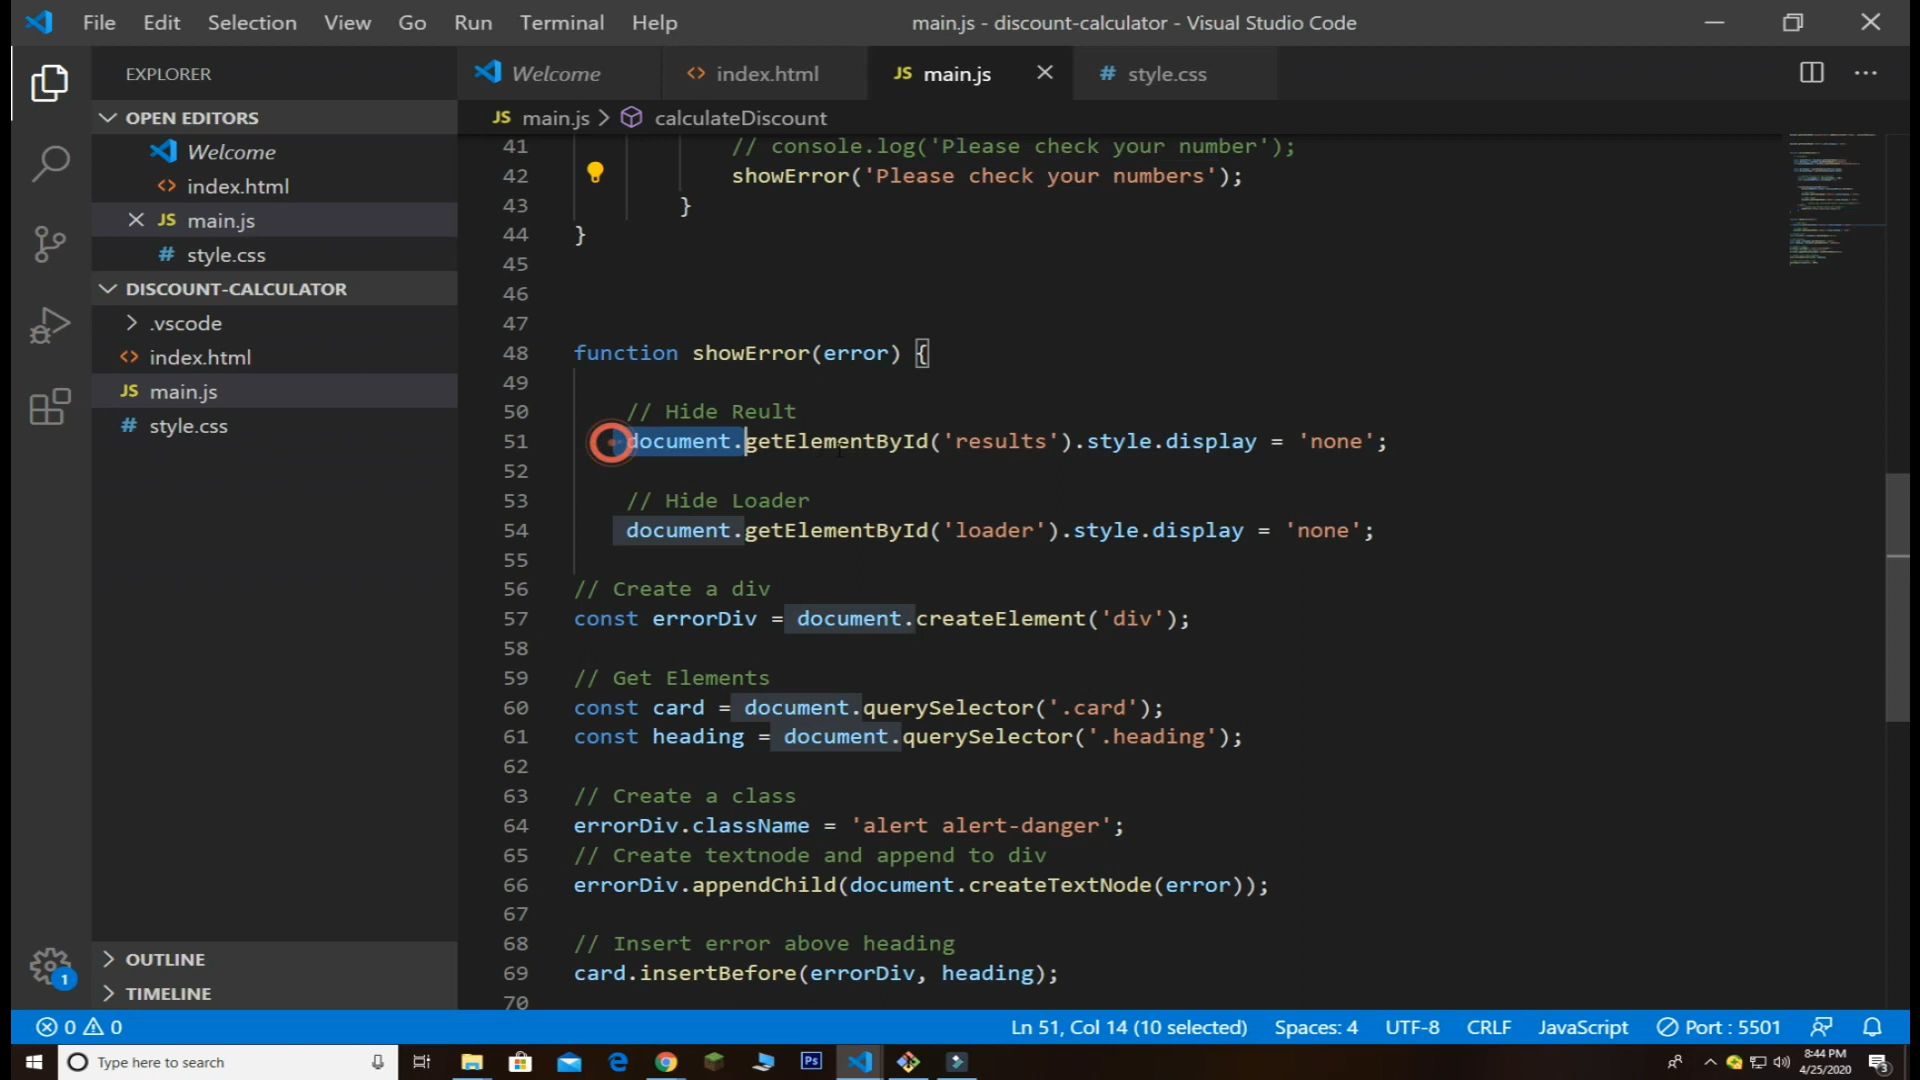 File Edit Selection View Go Run Terminal Help
main.js - discount-calculator - Visual Studio Code
EXPLORER
OPEN EDITORS
Welcome
index.html
JS main.js
# style.css
DISCOUNT-CALCULATOR
.vscode
index.html
JS main.js
# style.css
OUTLINE
TIMELINE
1
Welcome
index.html
JS main.js
# style.css
JS main.js > calculateDiscount
41 // console.log('Please check your number');
42 showError('Please check your numbers');
43 }
44 }
45
46
47
48 function showError(error) {
49
50 // Hide Reult
51 document.getElementById('results').style.display = 'none';
52
53 // Hide Loader
54 document.getElementById('loader').style.display = 'none';
55
56 // Create a div
57 const errorDiv = document.createElement('div');
58
59 // Get Elements
60 const card = document.querySelector('.card');
61 const heading = document.querySelector('.heading');
62
63 // Create a class
64 errorDiv.className = 'alert alert-danger';
65 // Create textnode and append to div
66 errorDiv.appendChild(document.createTextNode(error));
67
68 // Insert error above heading
69 card.insertBefore(errorDiv, heading);
70
0 0
Ln 51, Col 14 (10 selected) Spaces: 4 UTF-8 CRLF JavaScript Port : 5501
Type here to search
Ps
8:44 PM
4/25/2020
3